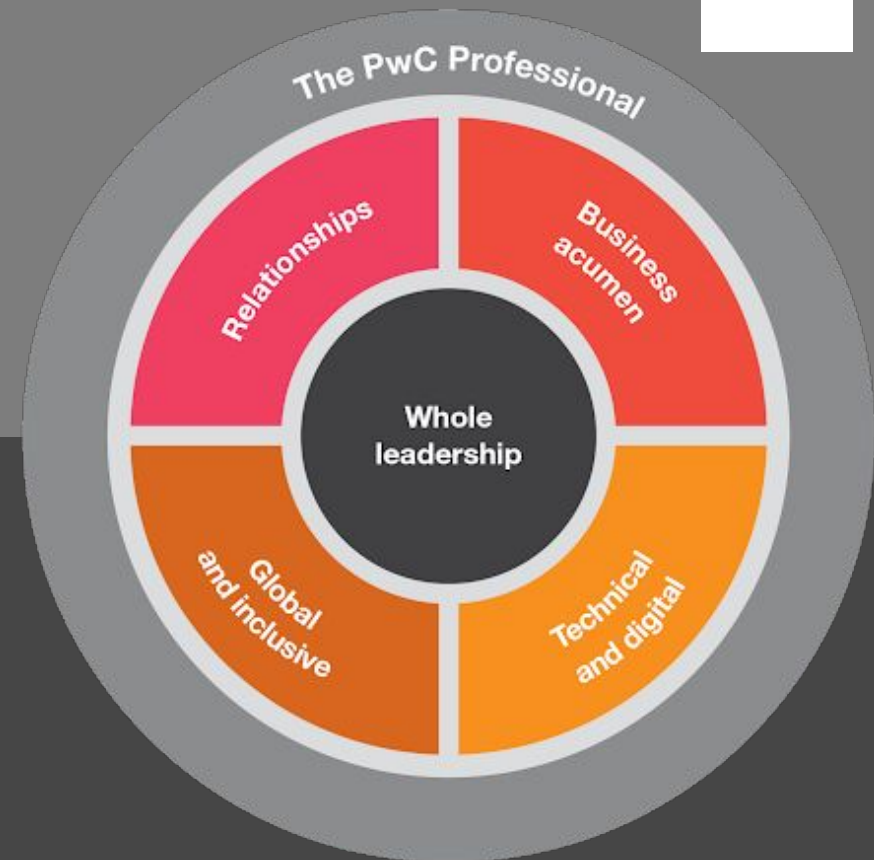 The PwC Professional
Relationships
Business
acumen
Whole
leadership
Global
and inclusive
Technical
and digital